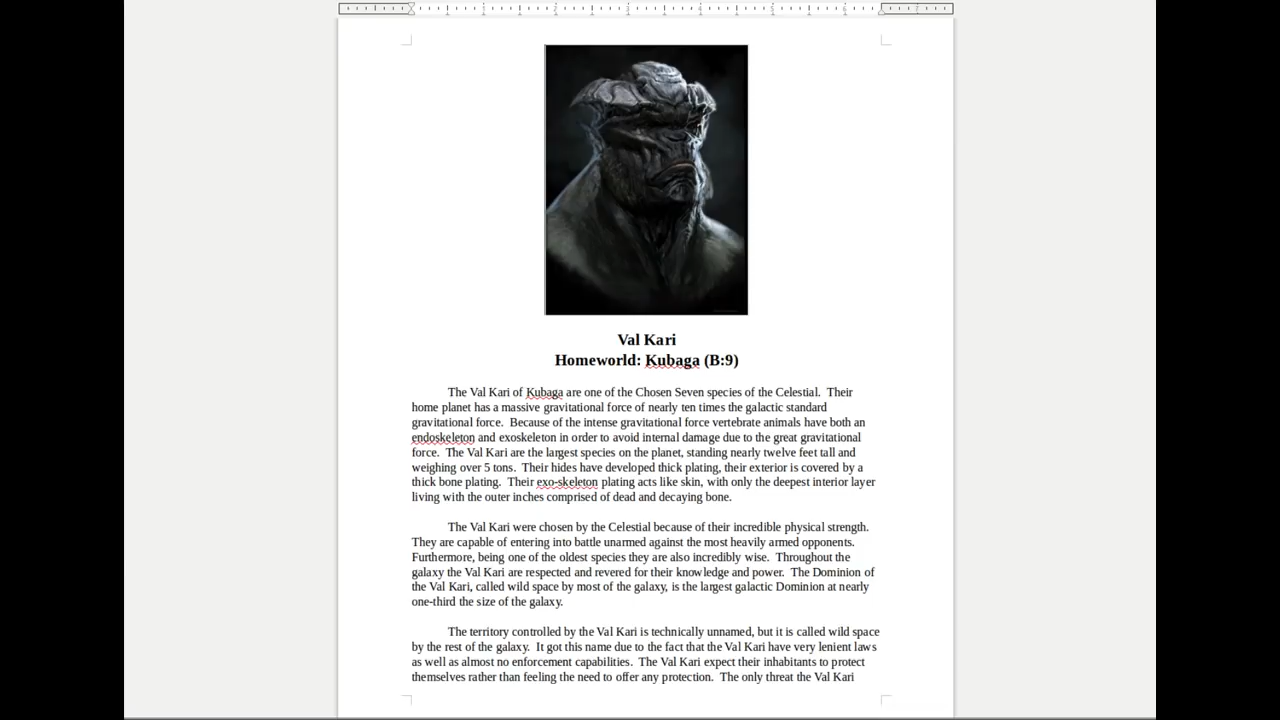 Val Kari
Homeworld: Kubaga (B:9)
The Val Kari of Kubaga are one of the Chosen Seven species of the Celestial.  Their
home planet has a massive gravitational force of nearly ten times the galactic standard
gravitational force.  Because of the intense gravitational force vertebrate animals have both an
endoskeleton and exoskeleton in order to avoid internal damage due to the great gravitational
force.  The Val Kari are the largest species on the planet, standing nearly twelve feet tall and
weighing over 5 tons.  Their hides have developed thick plating, their exterior is covered by a
thick bone plating.  Their exo-skeleton plating acts like skin, with only the deepest interior layer
living with the outer inches comprised of dead and decaying bone.
The Val Kari were chosen by the Celestial because of their incredible physical strength.
They are capable of entering into battle unarmed against the most heavily armed opponents.
Furthermore, being one of the oldest species they are also incredibly wise.  Throughout the
galaxy the Val Kari are respected and revered for their knowledge and power.  The Dominion of
the Val Kari, called wild space by most of the galaxy, is the largest galactic Dominion at nearly
one-third the size of the galaxy.
The territory controlled by the Val Kari is technically unnamed, but it is called wild space
by the rest of the galaxy.  It got this name due to the fact that the Val Kari have very lenient laws
as well as almost no enforcement capabilities.  The Val Kari expect their inhabitants to protect
themselves rather than feeling the need to offer any protection.  The only threat the Val Kari